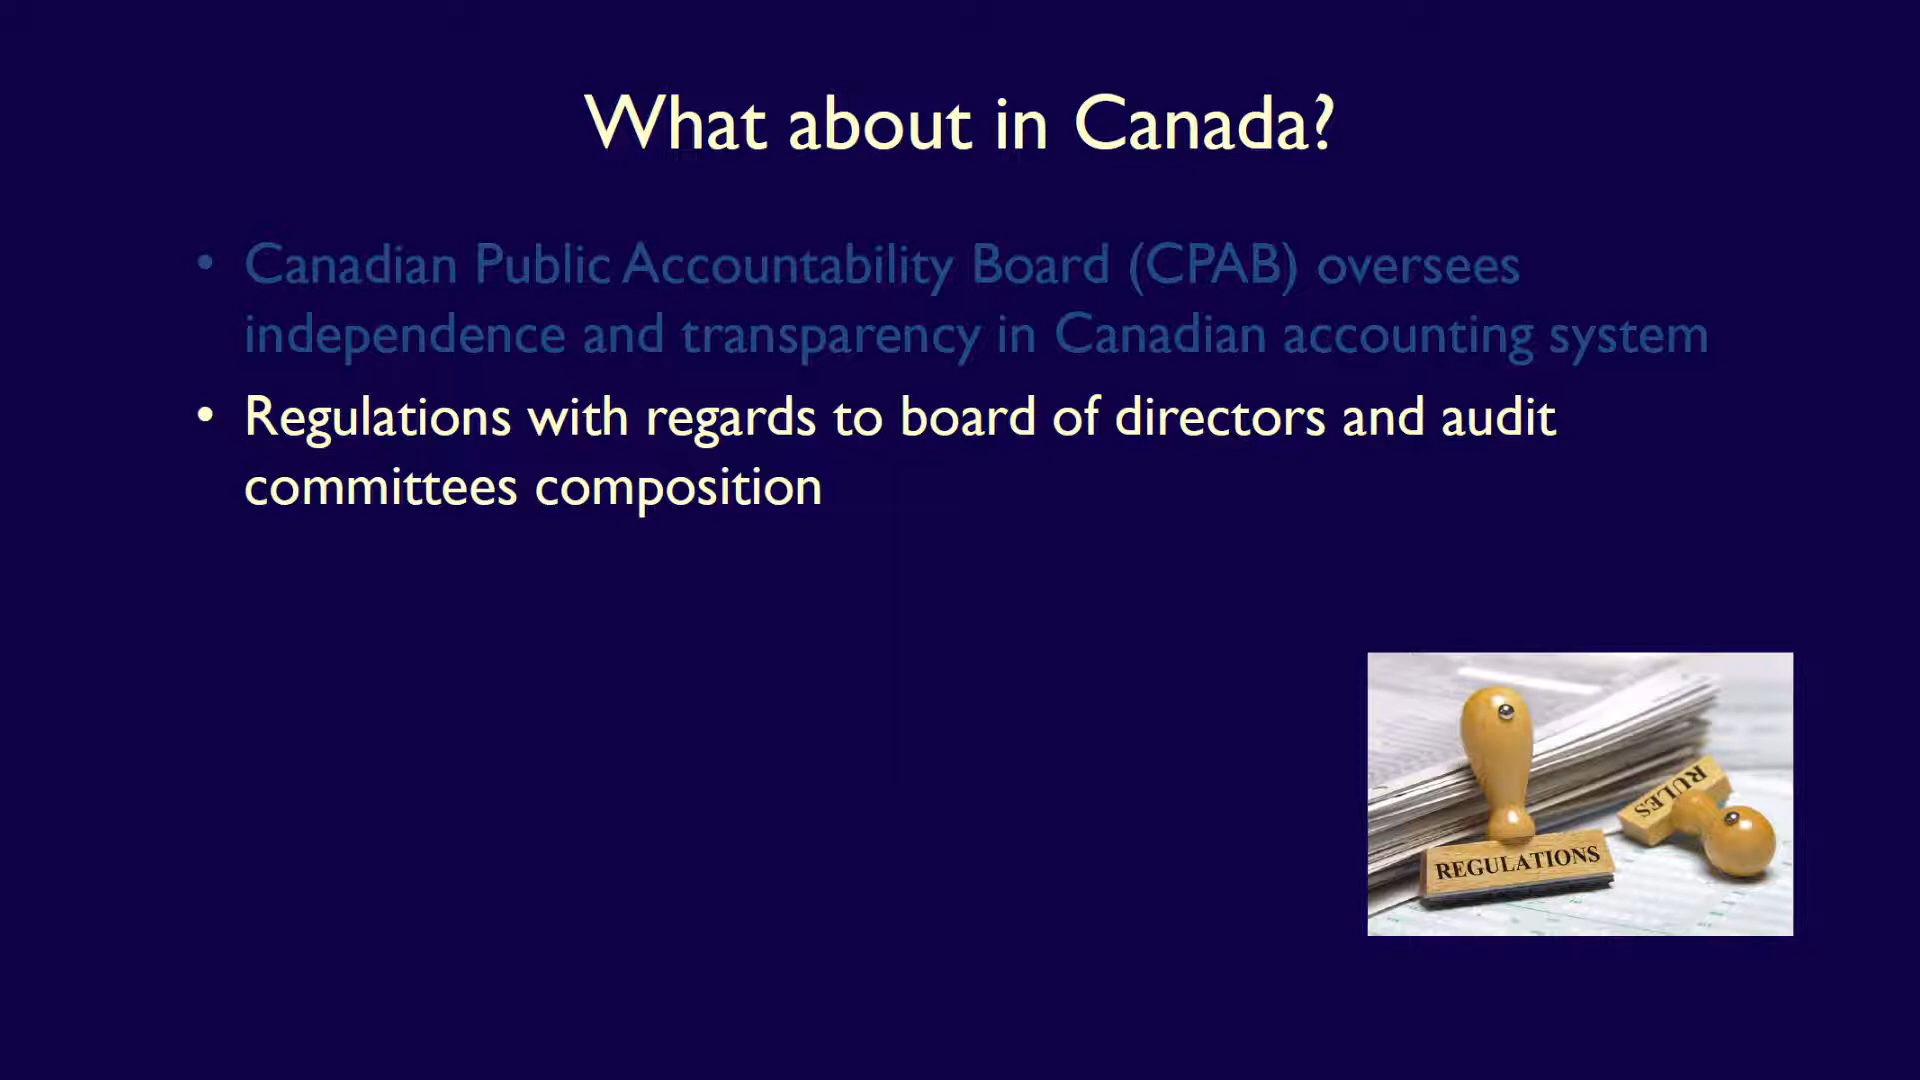 What about in Canada?
• Canadian Public Accountability Board (CPAB) oversees
independence and transparency in Canadian accounting system
• Regulations with regards to board of directors and audit
committees composition
RULES
REGULATIONS